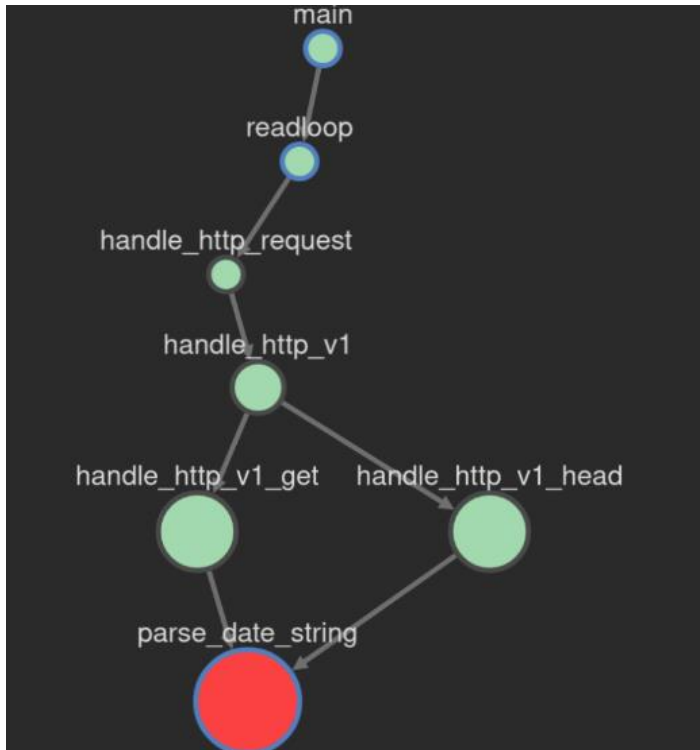 main
readloop
handle_http_request
handle_http_v1
handle_http_v1_get
handle_http_v1_head
parse_date_string